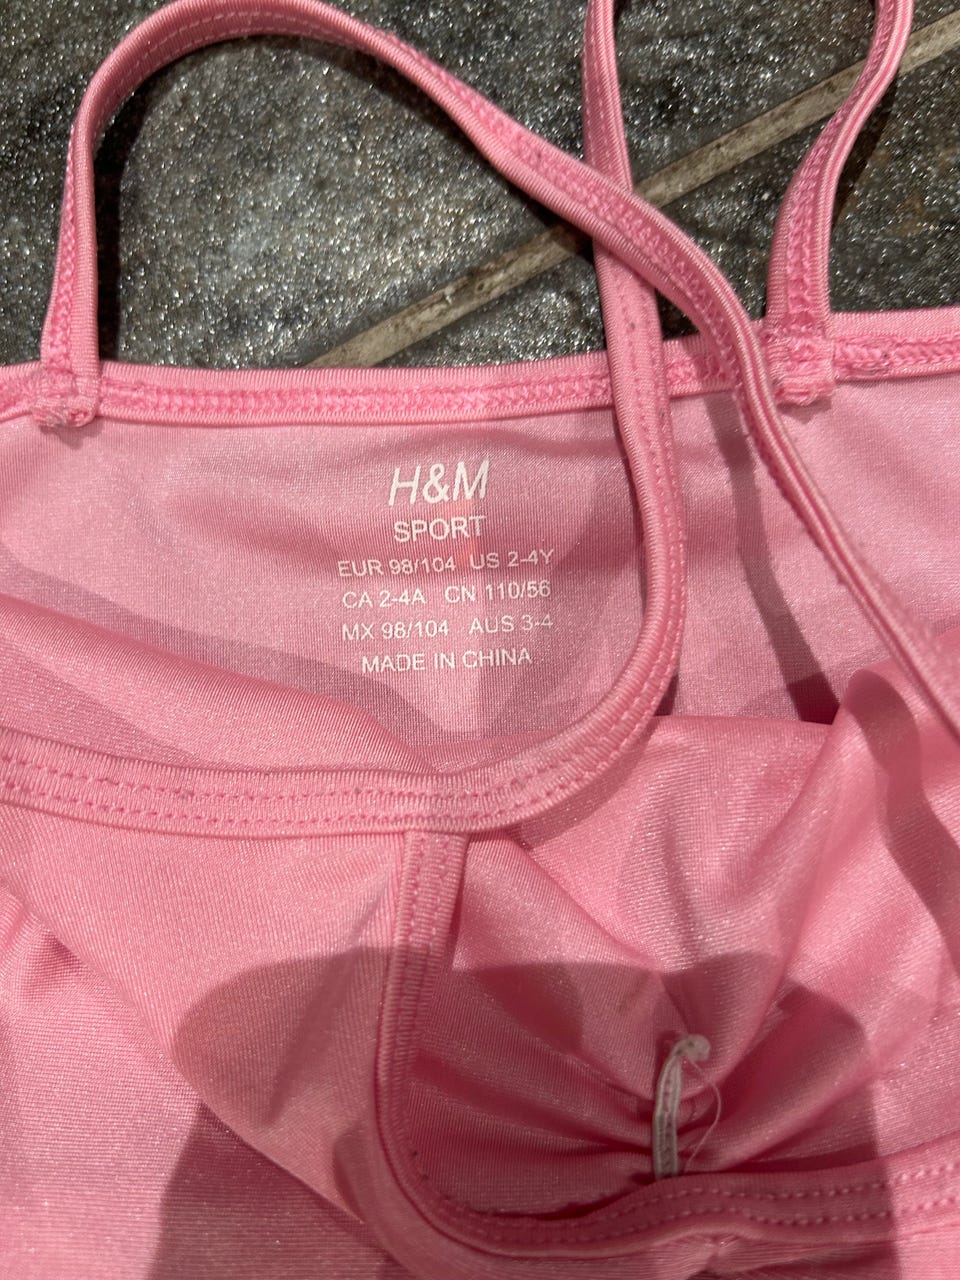 H&M
SPORT
EUR 98/104 US 2-4Y
CA 2-4A CN 110/56
MX 98/104 AUS 3-4
MADE IN CHINA